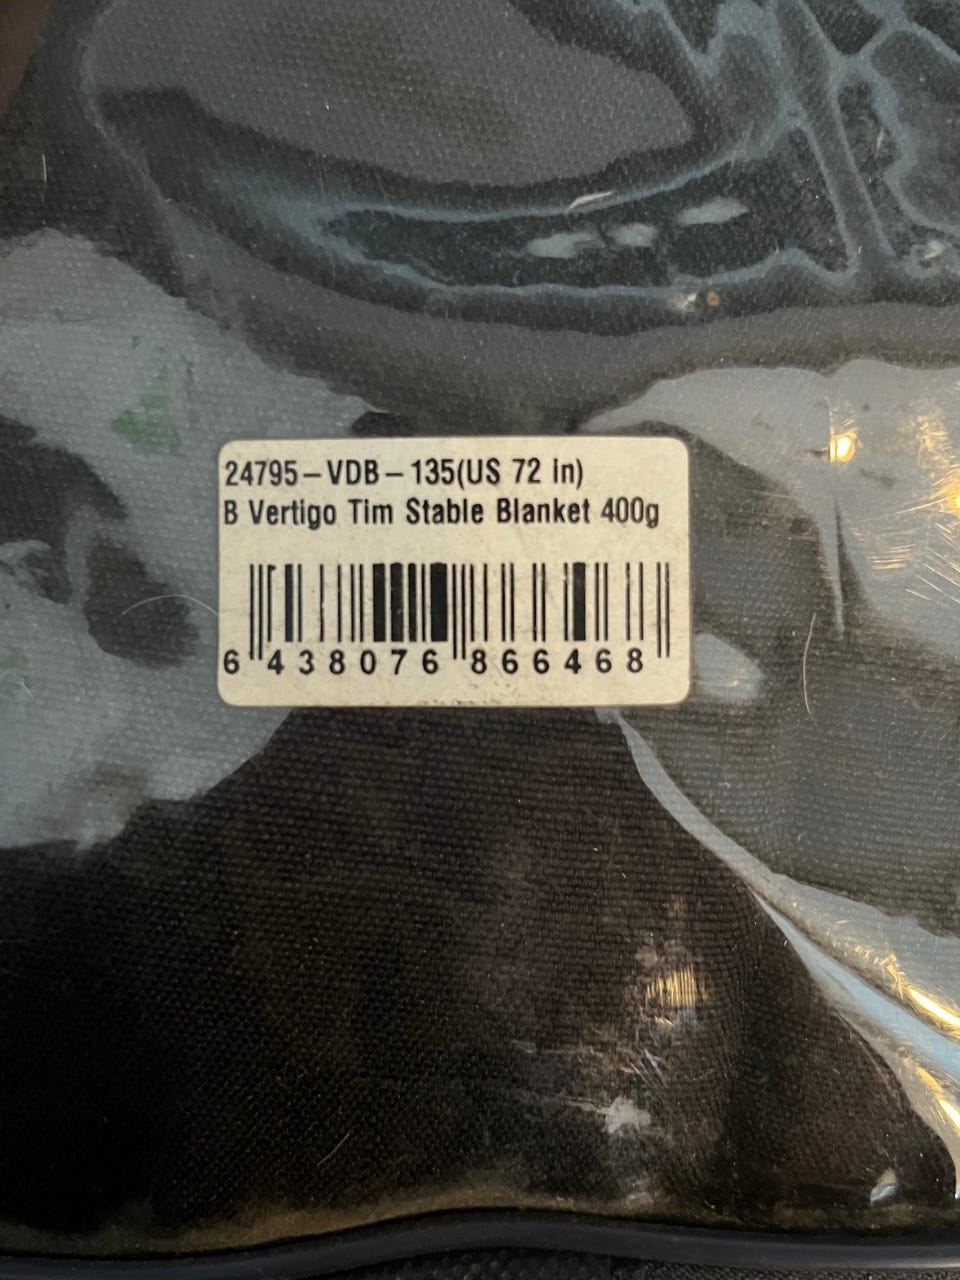 24795-VDB-135(US 72 in)
B Vertigo Tim Stable Blanket 400g
6 438076 866468